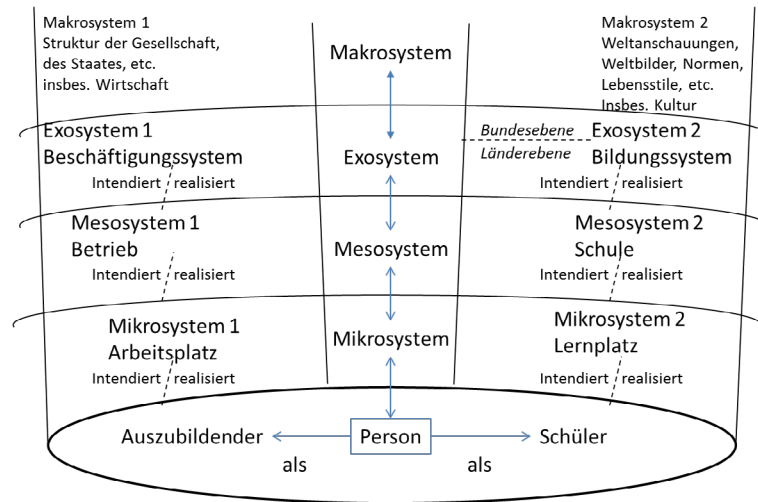 Makrosystem 1
Struktur der Gesellschaft,
des Staates, etc.
insbes. Wirtschaft
Makrosystem
Makrosystem 2
Weltanschauungen,
Weltbilder, Normen,
Lebensstile, etc.
Insbes. Kultur
Exosystem 1
Beschäftigungssystem
Intendiert realisiert
Exosystem
Bundesebene
Länderebene
Exosystem 2
Bildungssystem
Intendiert realisiert
Mesosystem 1
Betrieb
Intendiert realisiert
Mesosystem
Mesosystem 2
Schule
Intendiert realisiert
Mikrosystem 1
Arbeitsplatz
Intendiert realisiert
Mikrosystem
Mikrosystem 2
Lernplatz
Intendiert realisiert
Auszubildender
Person
Schüler
als
als